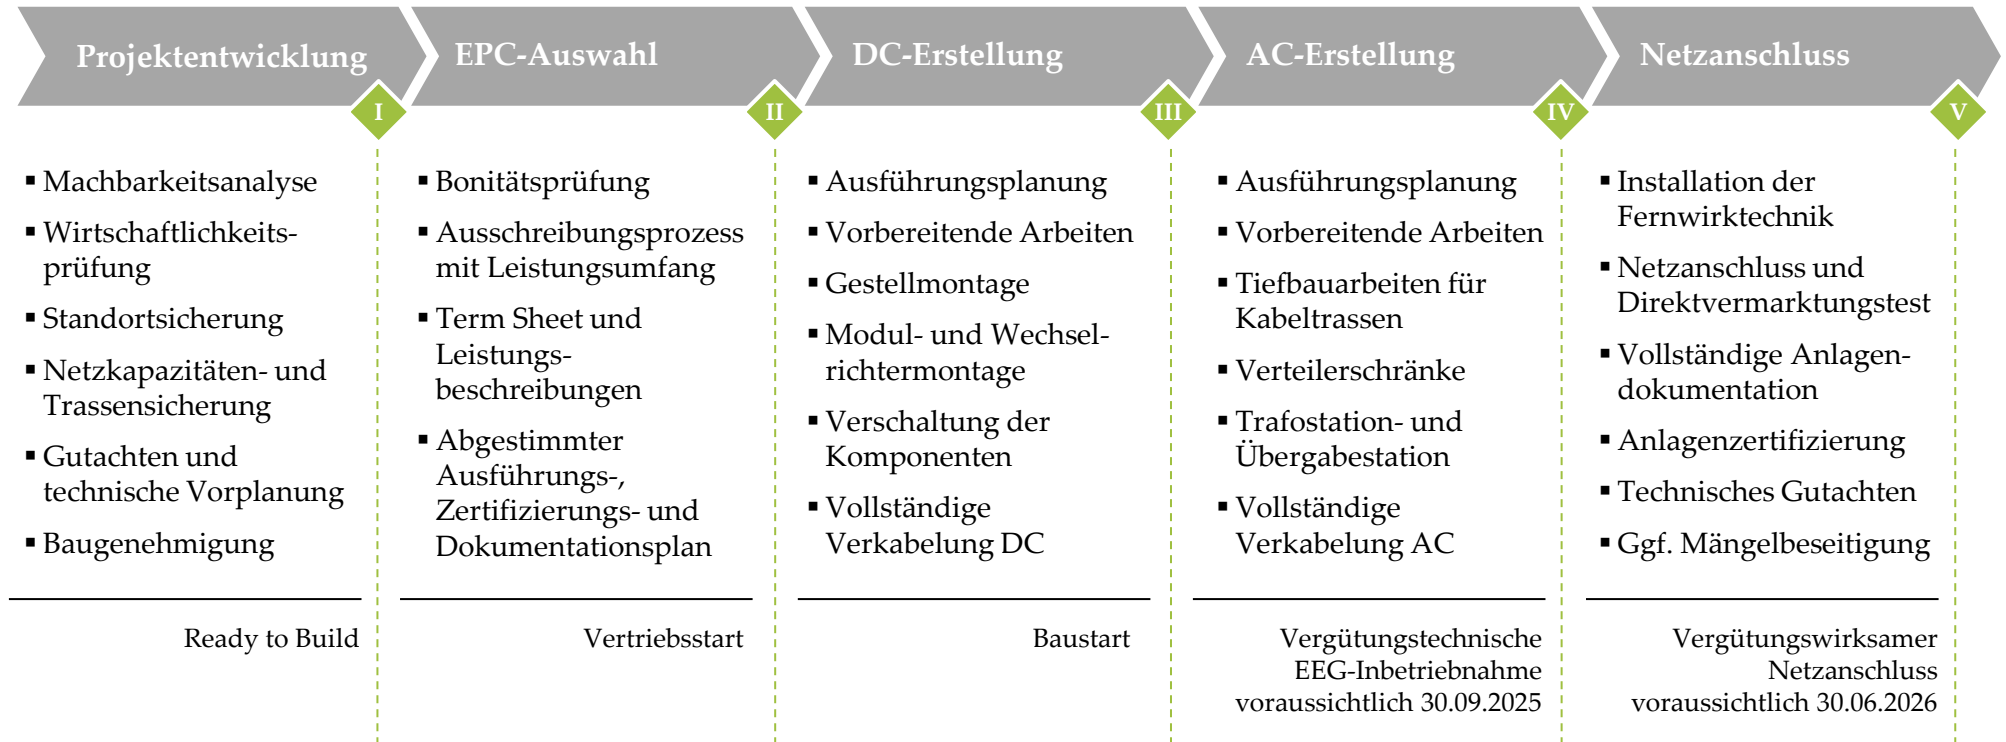 Projektentwicklung
EPC-Auswahl
DC-Erstellung
AC-Erstellung
Netzanschluss
I
II
III
IV
V
▪ Machbarkeitsanalyse
▪ Wirtschaftlichkeits-
prüfung
▪ Standortsicherung
▪ Netzkapazitäten- und
Trassensicherung
▪ Gutachten und
technische Vorplanung
▪ Baugenehmigung
Ready to Build
▪ Bonitätsprüfung
▪ Ausschreibungsprozess
mit Leistungsumfang
▪ Term Sheet und
Leistungs-
beschreibungen
▪ Abgestimmter
Ausführungs-,
Zertifizierungs- und
Dokumentationsplan
Vertriebsstart
▪ Ausführungsplanung
▪ Vorbereitende Arbeiten
▪ Gestellmontage
▪ Modul- und Wechsel-
richtermontage
▪ Verschaltung der
Komponenten
▪ Vollständige
Verkabelung DC
Baustart
▪ Ausführungsplanung
▪ Vorbereitende Arbeiten
▪ Tiefbauarbeiten für
Kabeltrassen
▪ Verteilerschränke
▪ Trafostation- und
Übergabestation
▪ Vollständige
Verkabelung AC
Vergütungstechnische
EEG-Inbetriebnahme
voraussichtlich 30.09.2025
▪ Installation der
Fernwirktechnik
▪ Netzanschluss und
Direktvermarktungstest
▪ Vollständige Anlagen-
dokumentation
▪ Anlagenzertifizierung
▪ Technisches Gutachten
▪ Ggf. Mängelbeseitigung
Vergütungswirksamer
Netzanschluss
voraussichtlich 30.06.2026